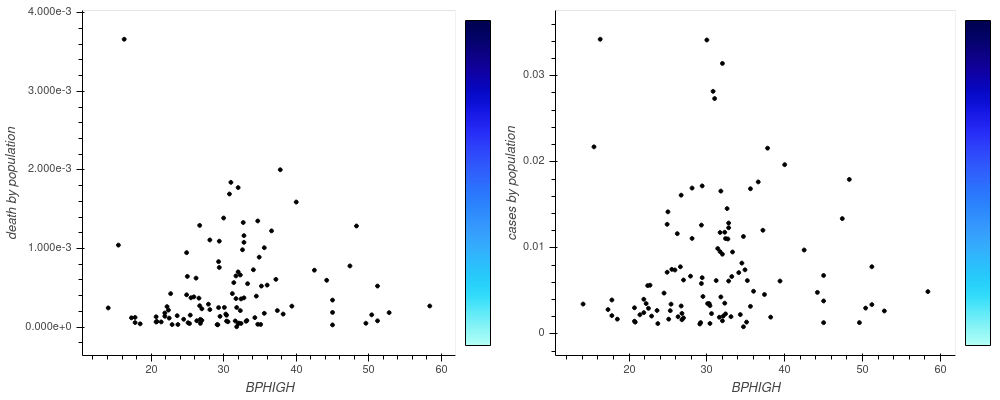 4.000e-3
3.000e-3
2.000e-3
1.000e-3
0.000e+0
death by population
20
30
40
50
60
BPHIGH
0.03
0.02
0.01
0
cases by population
20
30
40
50
60
BPHIGH